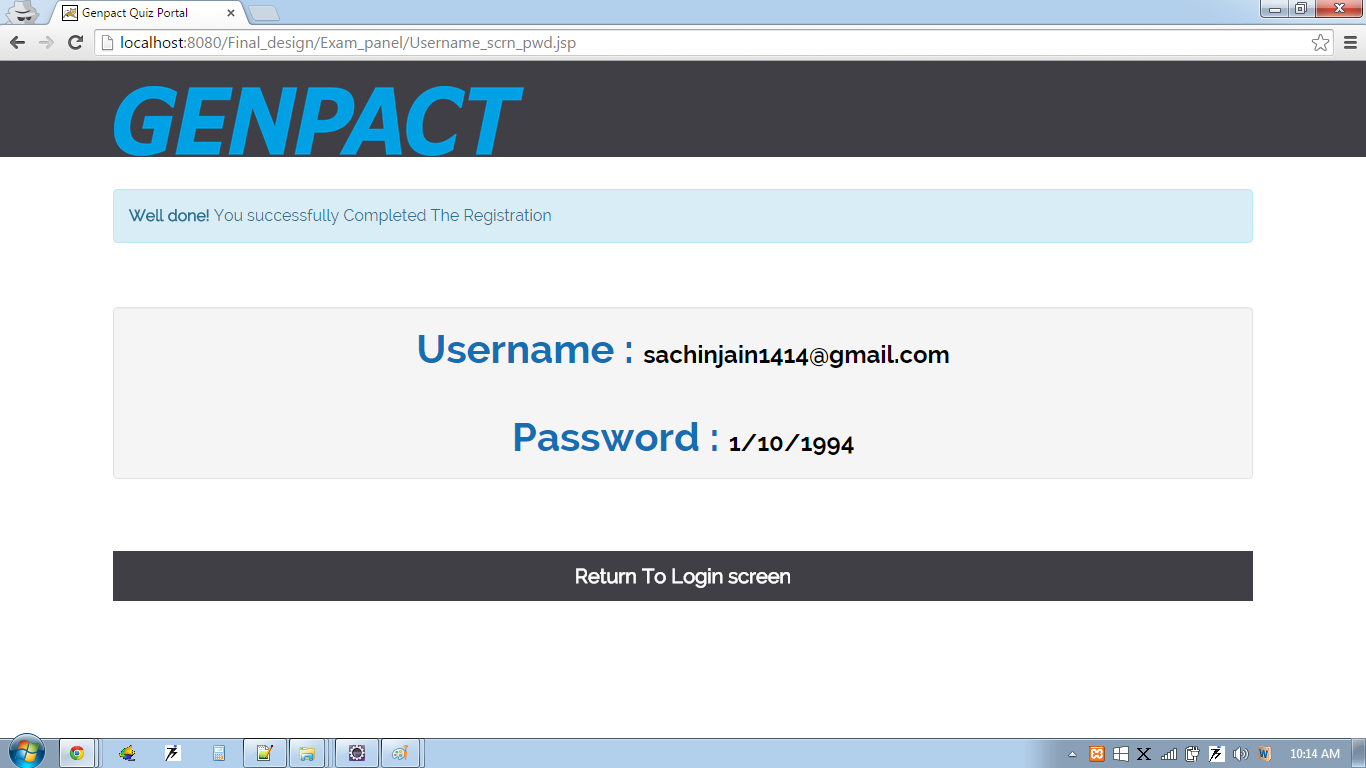 Genpact Quiz Portal
localhost:8080/Final_design/Exam_panel/Username_scrn_pwd.jsp
GENPACT
Well done! You successfully Completed The Registration
Username : sachinjain1414@gmail.com
Password : 1/10/1994
Return To Login screen
10:14 AM